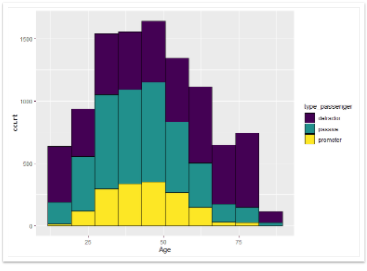 1500
1000
500
0
count
25
50
75
Age
type_passenger
detractor
passive
promoter